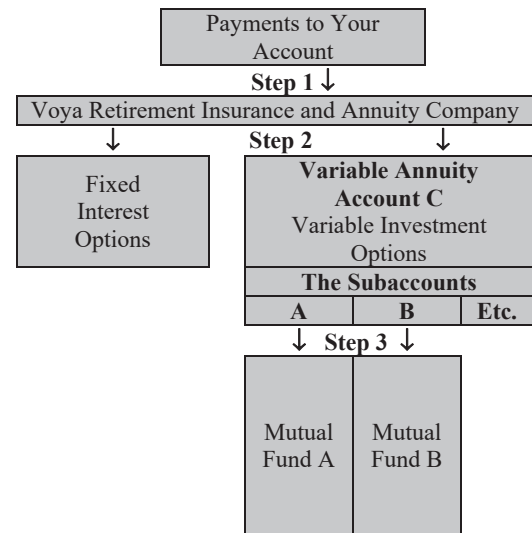 Payments to Your
Account
Step 1 ↓
Voya Retirement Insurance and Annuity Company
↓ Step 2 ↓
Fixed
Interest
Options
Variable Annuity
Account C
Variable Investment
Options
The Subaccounts
A B Etc.
↓ Step 3 ↓
Mutual
Fund A
Mutual
Fund B